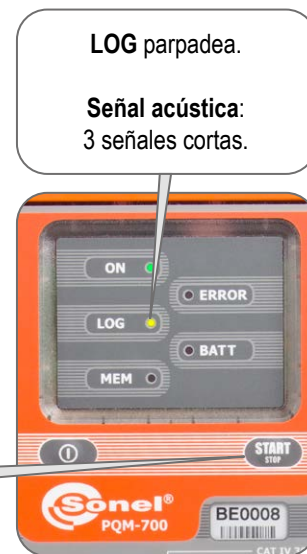 LOG parpadea.
Señal acústica:
3 señales cortas.
ON
ERROR
LOG
BATT
MEM
START
STOP
Sonel®
PQM-700
BE0008
CAT IV